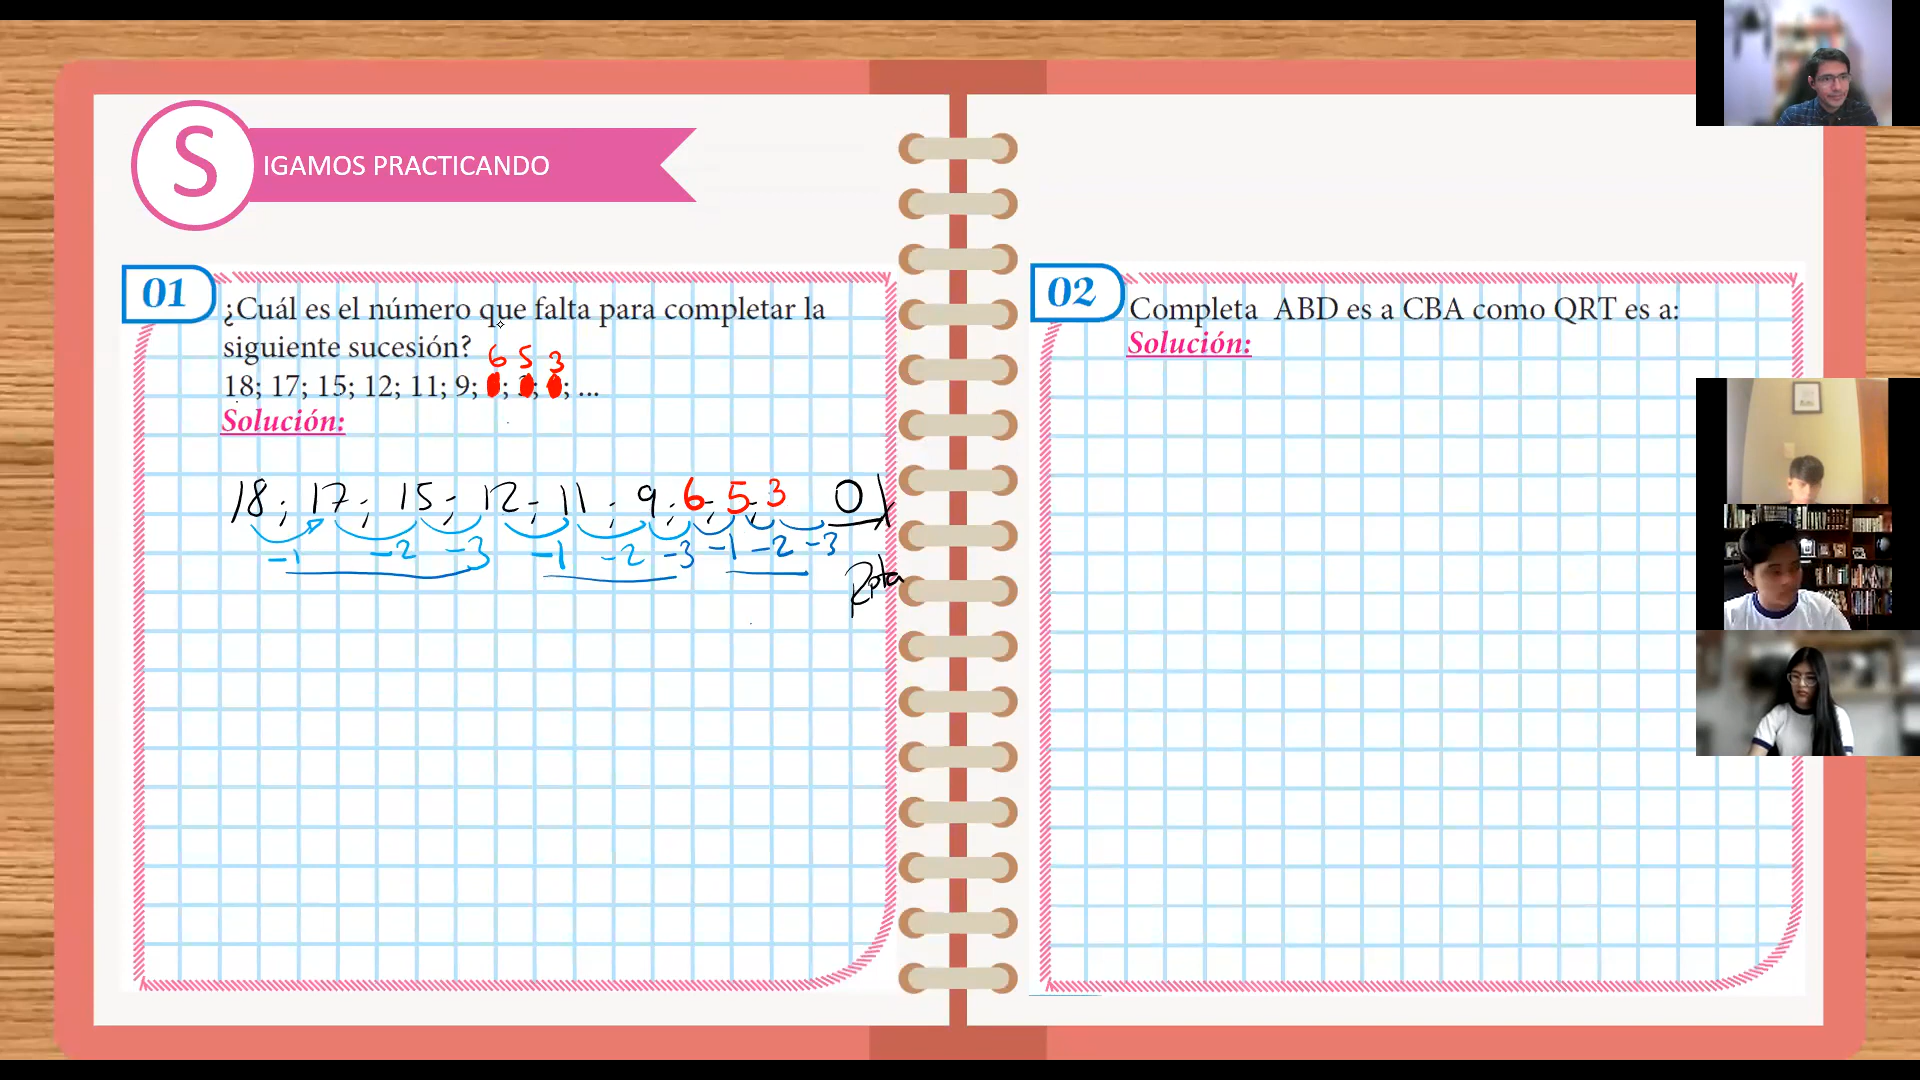 S IGAMOS PRACTICANDO
01
¿Cuál es el número que falta para completar la
siguiente sucesión?
6 5 3
18; 17; 15; 12; 11; 9; ; ; ; ...
Solución:
18; 17; 15; 12; 11; 9; 6; 5; 3 0
-1 -2 -3 -1 -2 -3 -1 -2 -3
Rpta
02
Completa ABD es a CBA como QRT es a:
Solución: